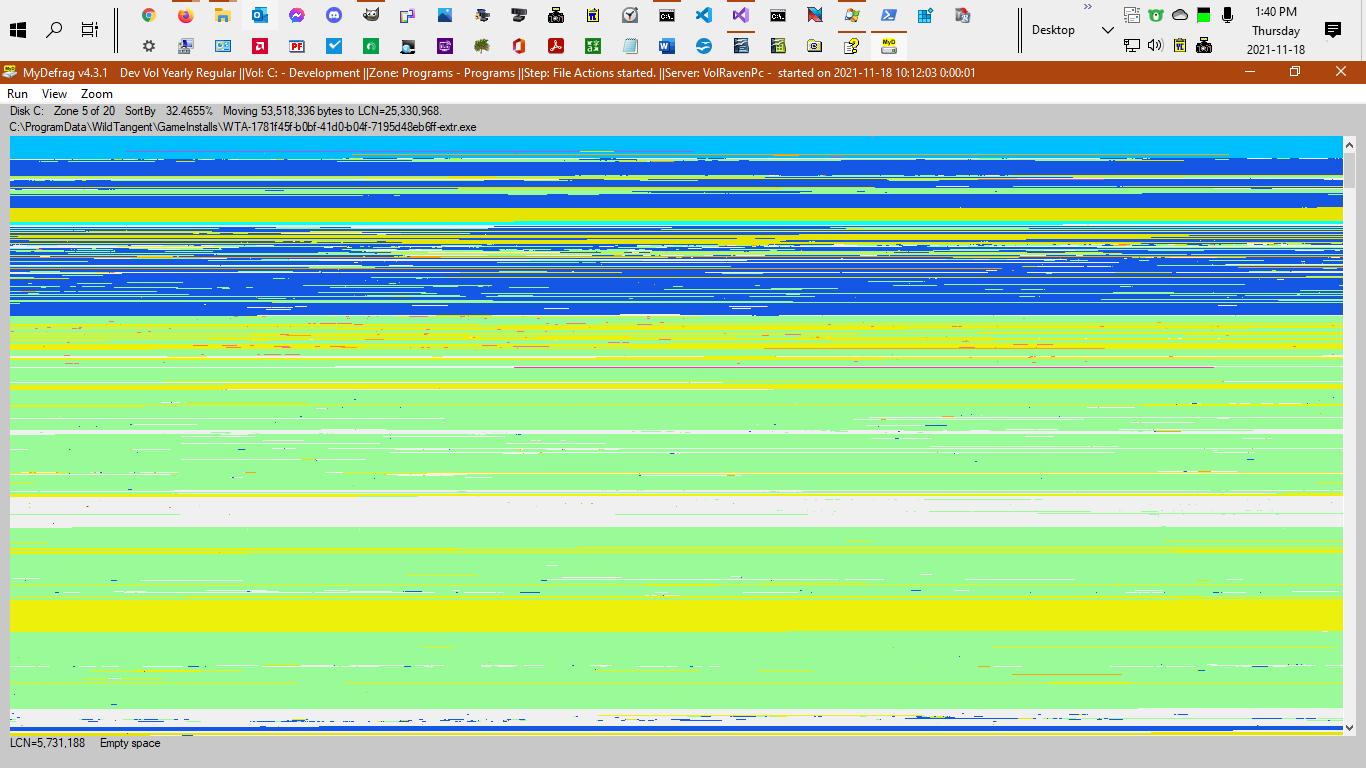 1:40 PM
Desktop
Thursday
2021-11-18
MyDefrag v4.3.1 Dev Vol Yearly Regular ||Vol: C: - Development ||Zone: Programs - Programs ||Step: File Actions started. ||Server: VolRavenPc - started on 2021-11-18 10:12:03 0:00:01
Run View Zoom
Disk C: Zone 5 of 20 SortBy 32.4655% Moving 53,518,336 bytes to LCN=25,330,968.
C:\ProgramData\WildTangent\GameInstalls\WTA-1781f45f-b0bf-41d0-b04f-7195d48eb6ff-extr.exe
LCN=5,731,188 Empty space